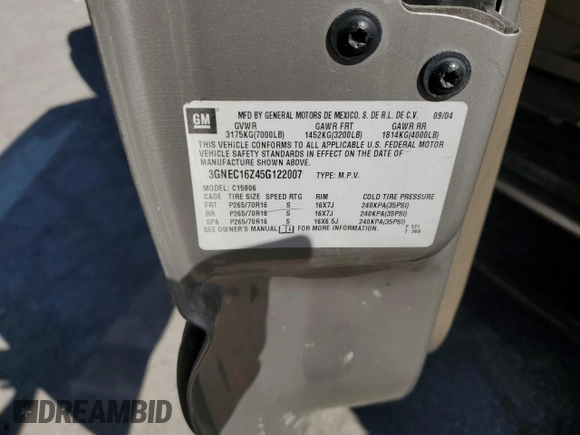 GM
MFD BY GENERAL MOTORS DE MEXICO, S. DE R.L. DE C.V. 09/04
GVWR GAWR FRT GAWR RR
3175KG(7000LB) 1452KG(3200LB) 1814KG(4000LB)
THIS VEHICLE CONFORMS TO ALL APPLICABLE U.S. FEDERAL MOTOR
VEHICLE SAFETY STANDARDS IN EFFECT ON THE DATE OF
MANUFACTURE SHOWN ABOVE.
3GNEC16Z45G122007 TYPE: M.P.V.
MODEL: C15906
CAGE TIRE SIZE SPEED RTG RIM COLD TIRE PRESSURE
FRT P265/70R16 S 16X7J 240KPA(35PSI)
RR P265/70R16 S 16X7J 240KPA(35PSI)
SPA P265/70R16 S 16X6.5J 240KPA(35PSI)
SEE OWNER'S MANUAL FOR MORE INFORMATION. F 121
T 368
DREAMBID